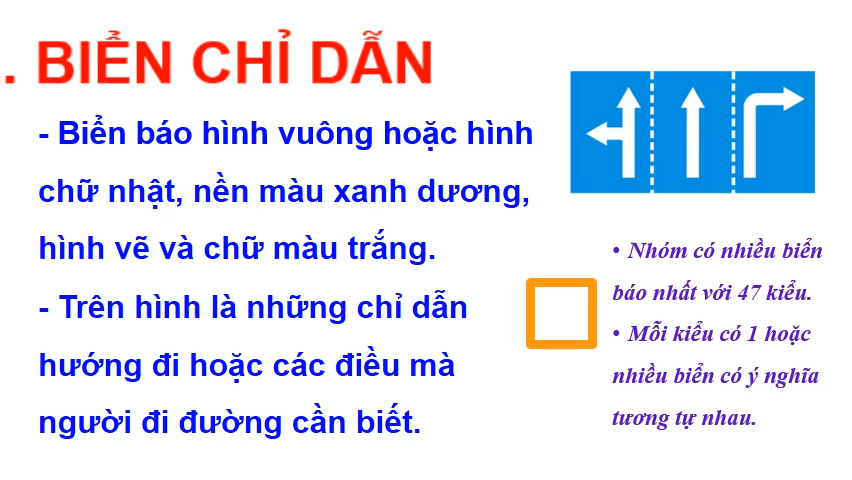 . BIỂN CHỈ DẪN
- Biển báo hình vuông hoặc hình
chữ nhật, nền màu xanh dương,
hình vẽ và chữ màu trắng.
- Trên hình là những chỉ dẫn
hướng đi hoặc các điều mà
người đi đường cần biết.
• Nhóm có nhiều biển
báo nhất với 47 kiểu.
• Mỗi kiểu có 1 hoặc
nhiều biển có ý nghĩa
tương tự nhau.